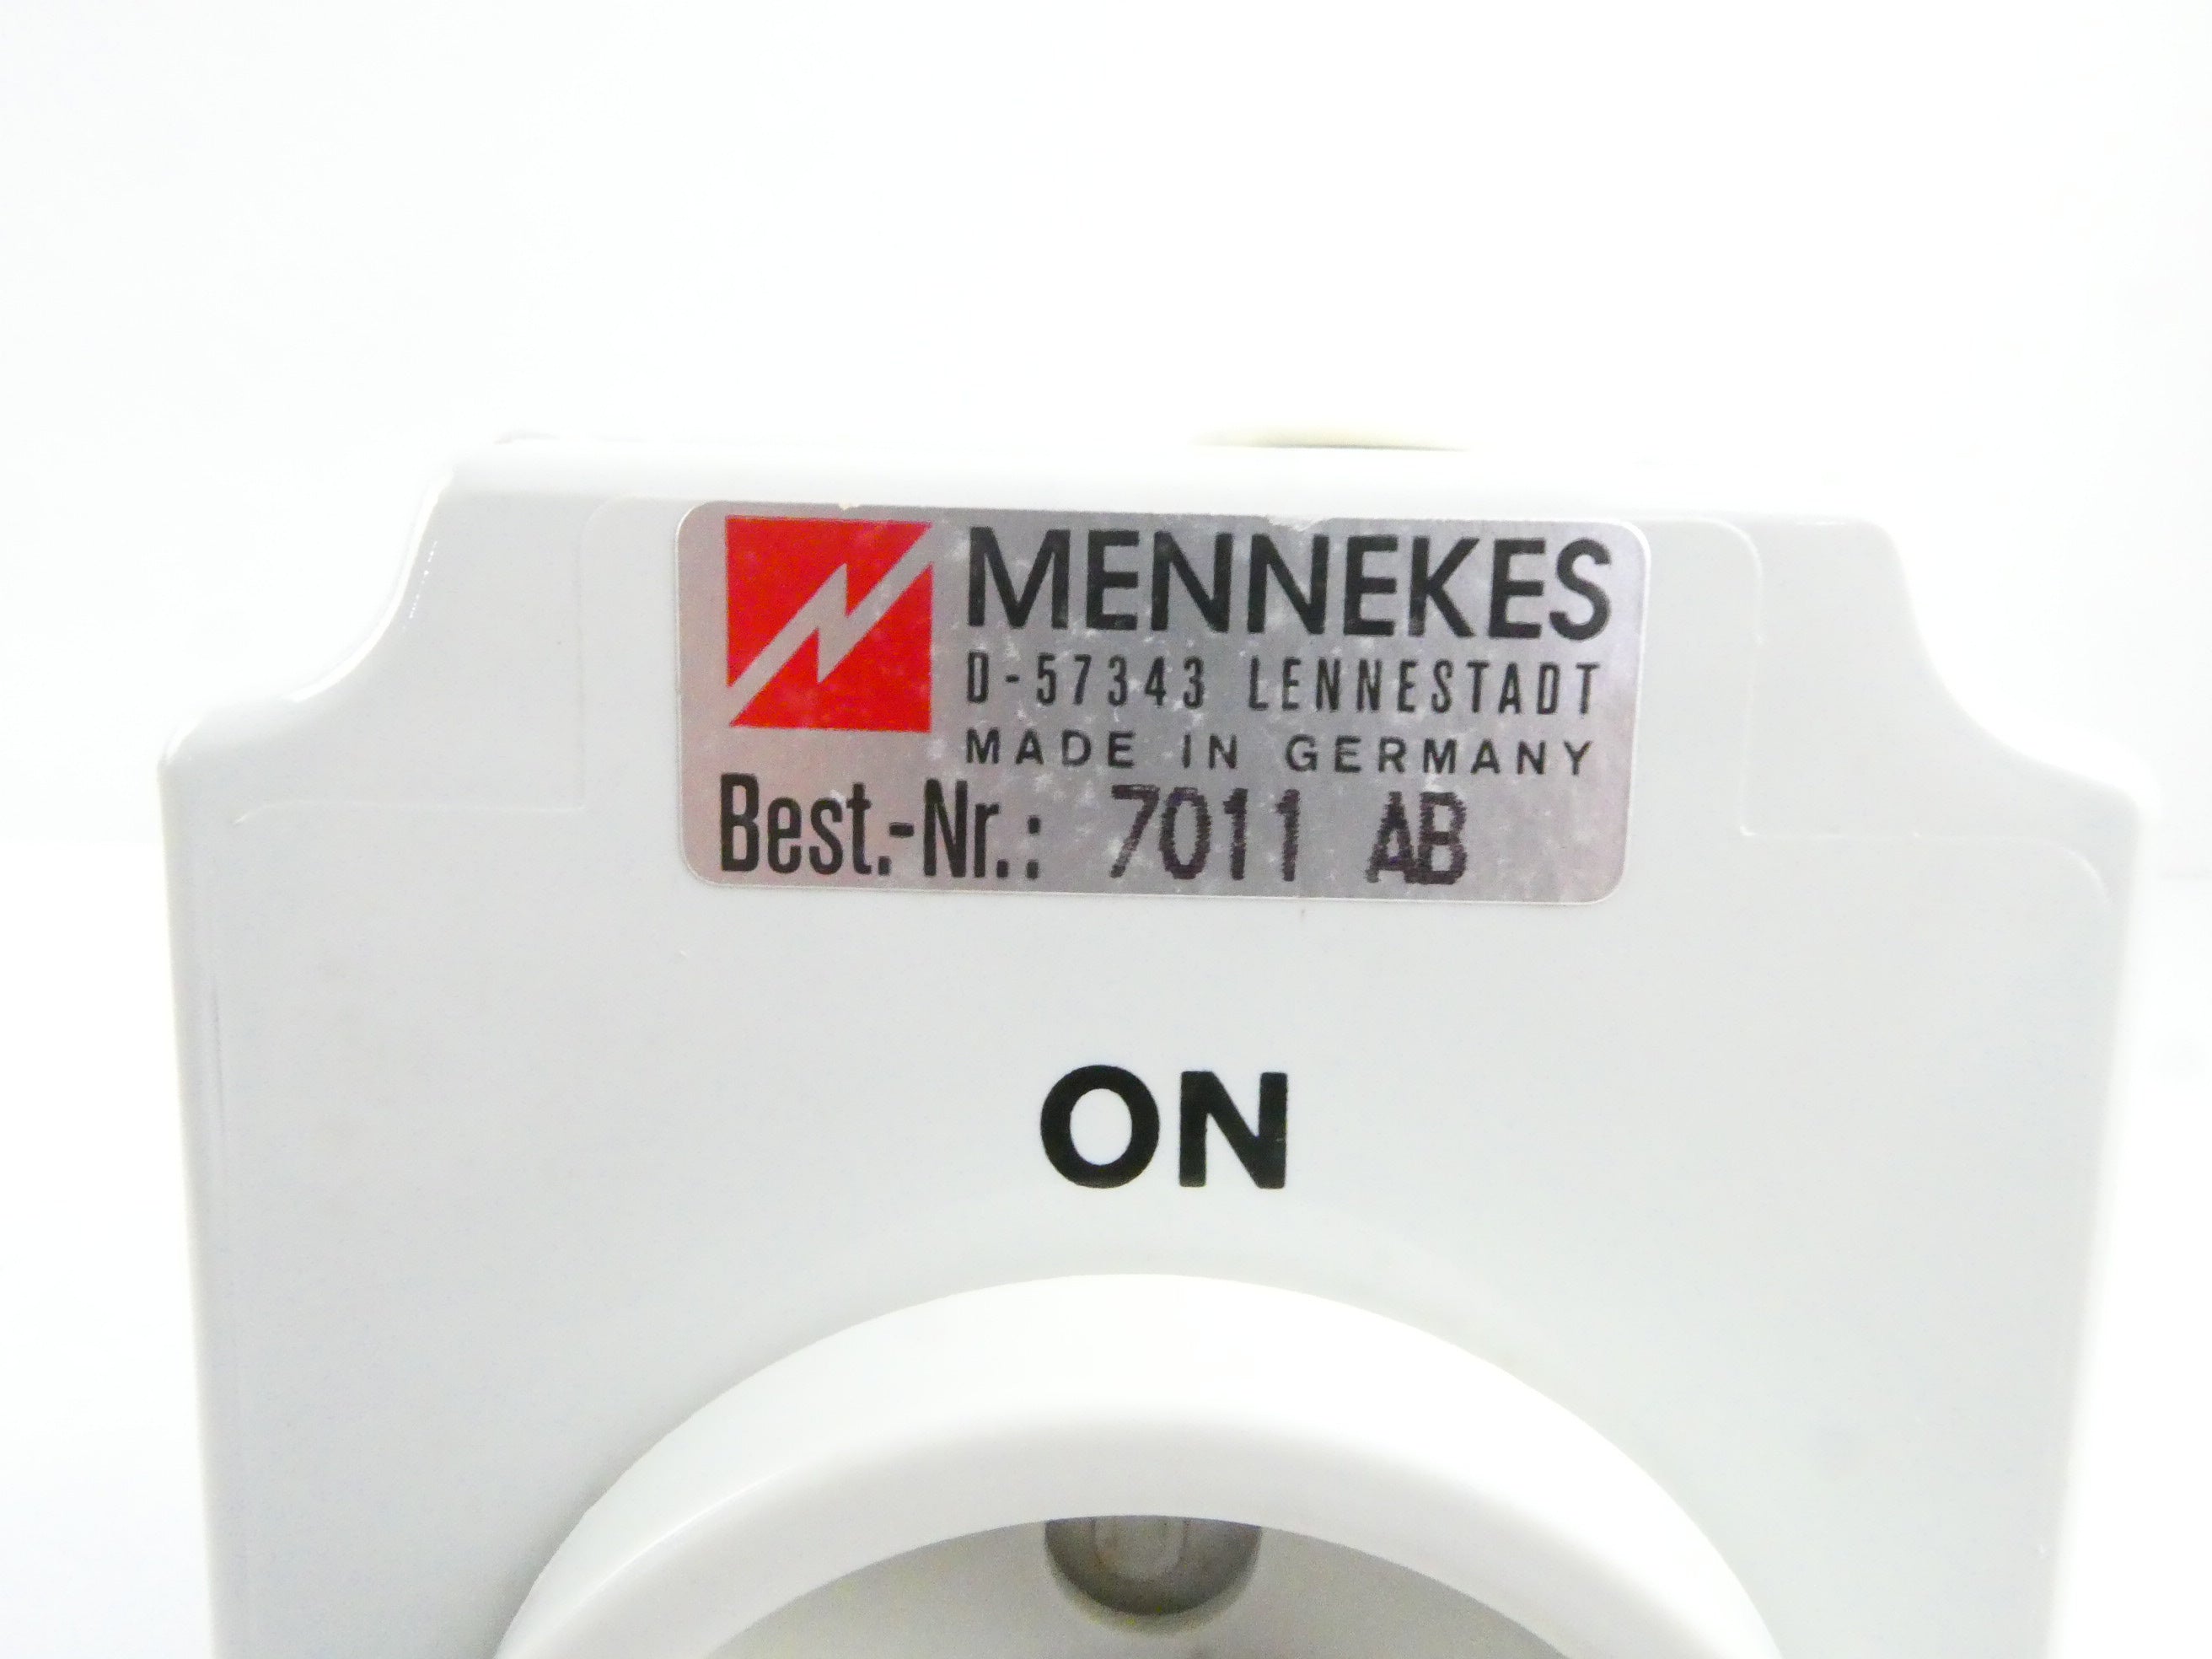 MENNEKES
D-57343 LENNESTADT
MADE IN GERMANY
Best.-Nr.: 7011 AB
ON